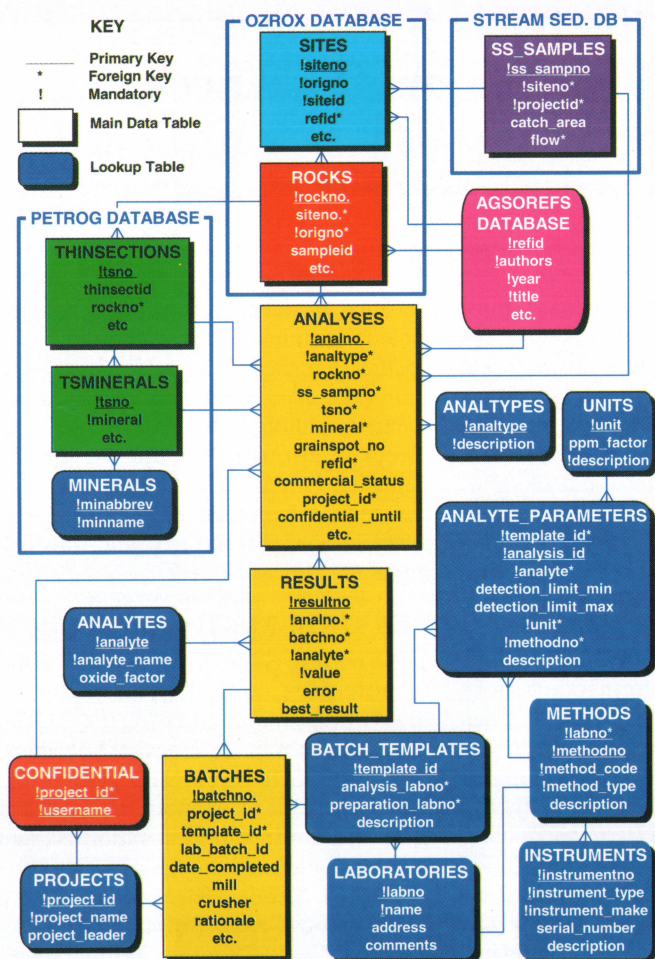 KEY
Primary Key
* Foreign Key
! Mandatory
Main Data Table
Lookup Table
OZROX DATABASE
SITES
!siteno
!origno
!siteid
refid*
etc.
ROCKS
!rockno.
siteno.*
!origno*
sampleid
etc.
STREAM SED. DB
SS_SAMPLES
!ss_sampno
!siteno*
!projectid*
catch_area
flow*
AGSOREFS
DATABASE
!refid
!authors
!year
!title
etc.
PETROG DATABASE
THINSECTIONS
!tsno
thinsectid
rockno*
etc
TSMINERALS
!tsno
!mineral
etc.
MINERALS
!minabbrev
!minname
ANALYSES
!analno.
!analtype*
rockno*
ss_sampno*
tsno*
mineral*
grainspot_no
refid*
commercial_status
project_id*
confidential _until
etc.
ANALTYPES
!analtype
!description
UNITS
!unit
ppm_factor
!description
ANALYTE_PARAMETERS
!template_id*
!analysis_id
!analyte*
detection_limit_min
detection_limit_max
!unit*
!methodno*
description
RESULTS
!resultno
!analno.*
batchno*
!analyte*
!value
error
best_result
ANALYTES
!analyte
!analyte_name
oxide_factor
METHODS
!labno*
!methodno
!method_code
!method_type
description
BATCH_TEMPLATES
!template_id
analysis_labno*
preparation_labno*
description
CONFIDENTIAL
!project_id*
!username
BATCHES
!batchno.
project_id*
template_id*
lab_batch_id
date_completed
mill
crusher
rationale
etc.
PROJECTS
!project_id
!project_name
project_leader
LABORATORIES
!labno
!name
address
comments
INSTRUMENTS
!instrumentno
!instrument_type
!instrument_make
serial_number
description